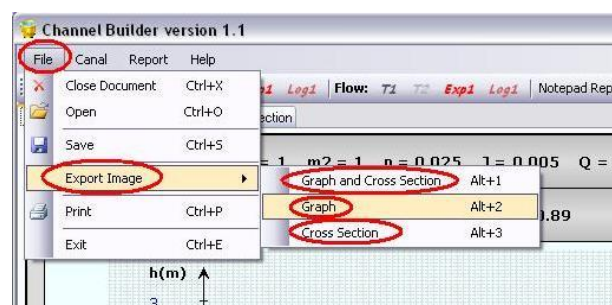 Channel Builder version 1.1
File Canal Report Help
Close Document Ctrl+X
Log1 Flow: T1 T2 Exp1 Log1 Notepad Rep
Open Ctrl+O
ection
Save Ctrl+S
= 1 m2 = 1 n = 0.025 J = 0.005 Q =
Export Image
Graph and Cross Section Alt+1
Print Ctrl+P
Graph Alt+2
0.89
Exit Ctrl+E
Cross Section Alt+3
h(m)
3